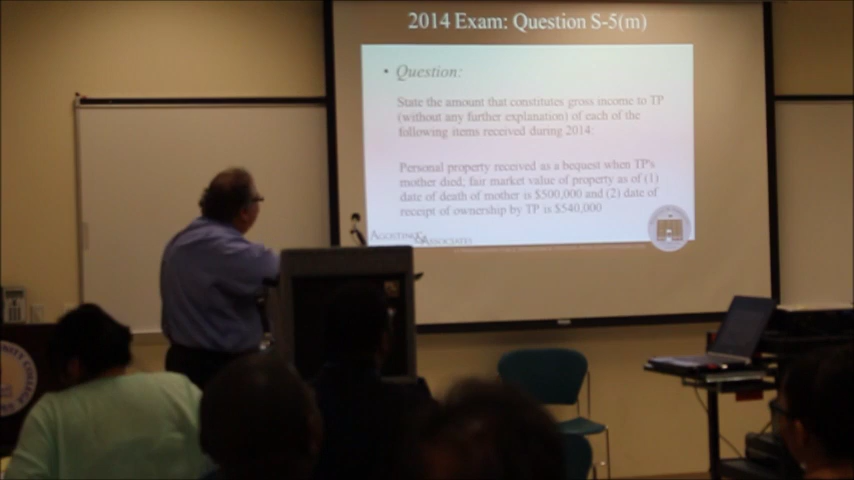 2014 Exam: Question S-5(m)
• Question:
State the amount that constitutes gross income to TP
(without any further explanation) of each of the
following items received during 2014:
Personal property received as a bequest when TP's
mother died, fair market value of property as of (1)
date of death of mother is $500,000 and (2) date of
receipt of ownership by TP is $540,000
AGOSTINO & ASSOCIATES